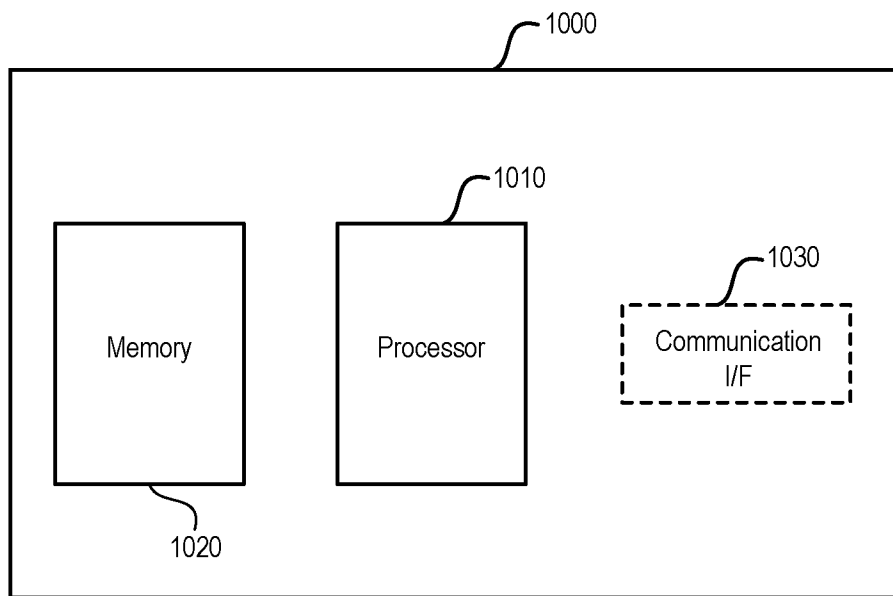 1000
1010
1030
Memory
Processor
Communication
I/F
1020